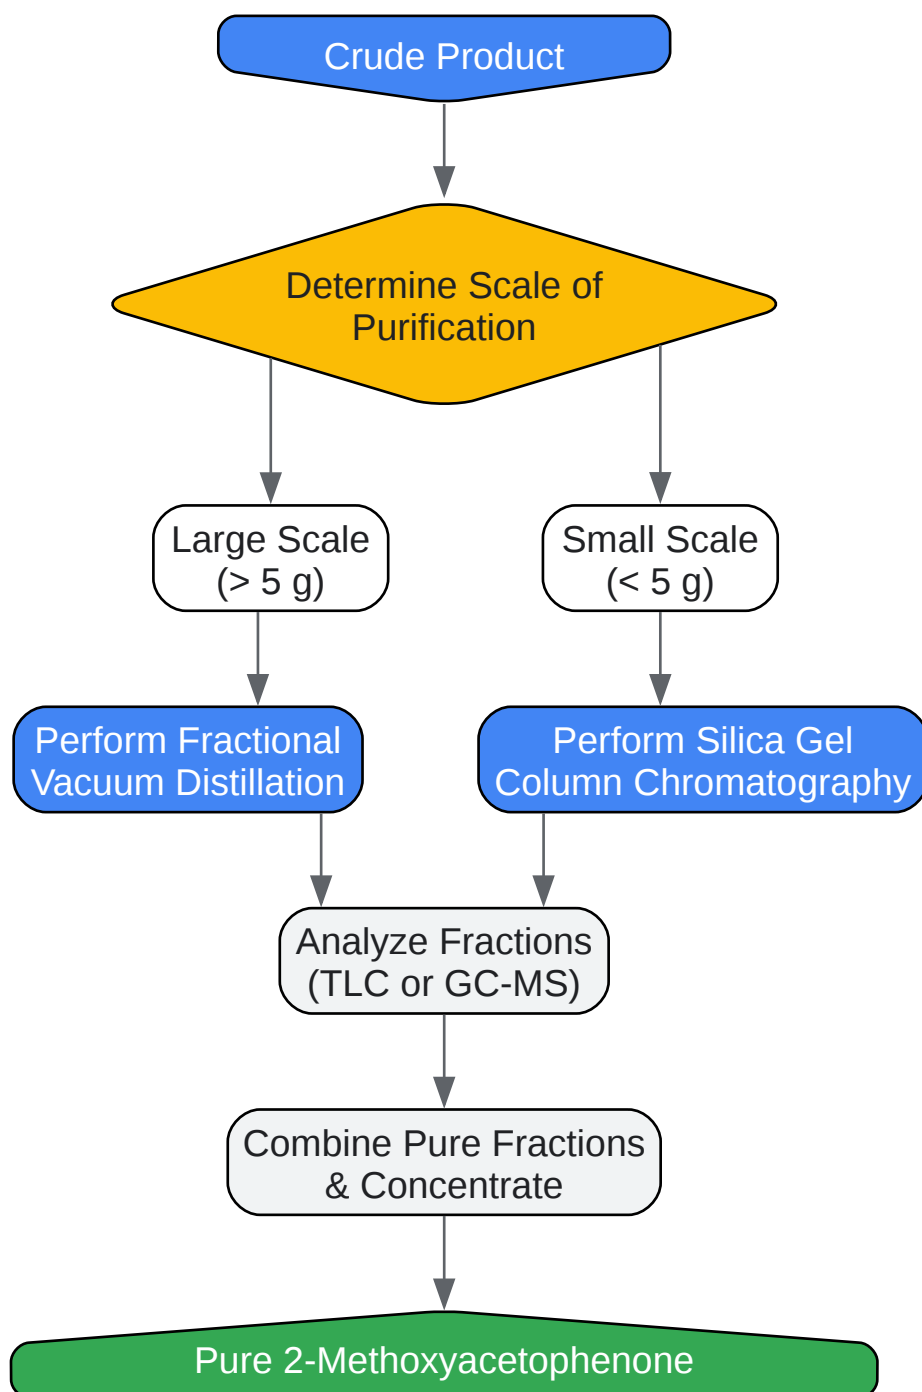 Crude Product
Determine Scale of
Purification
Large Scale
(> 5 g)
Small Scale
(< 5 g)
Perform Fractional
Vacuum Distillation
Perform Silica Gel
Column Chromatography
Analyze Fractions
(TLC or GC-MS)
Combine Pure Fractions
& Concentrate
Pure 2-Methoxyacetophenone